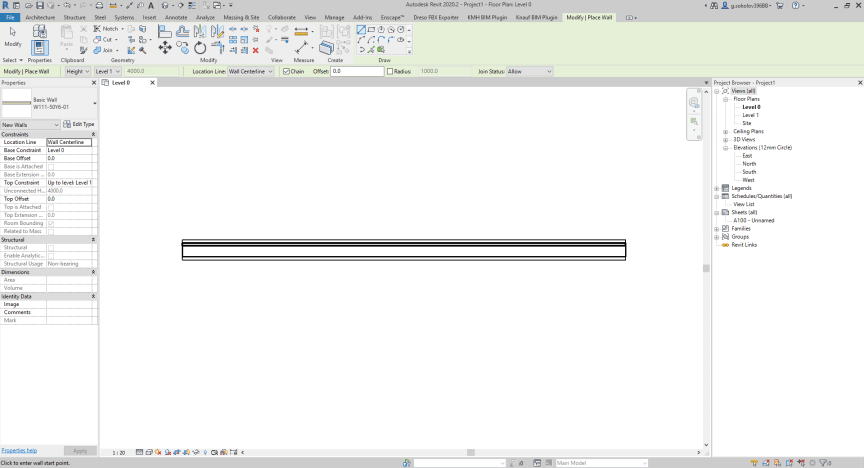 Autodesk Revit 2020.2 - Project1 - Floor Plan: Level 0
g.sokolov396B8
File Architecture Structure Steel Systems Insert Annotate Analyze Massing & Site Collaborate View Manage Add-Ins Enscape™ Dreso FBX Exporter KMH BIM Plugin Knauf BIM Plugin Modify | Place Wall
Modify
Paste
Notch
Cut
Join
Select Properties Clipboard Geometry Modify View Measure Create Draw
Modify | Place Wall Height Level 1 4000.0 Location Line: Wall Centerline Chain Offset: 0.0 Radius: 1000.0 Join Status: Allow
Properties
Basic Wall
W111-50Y6-01
New Walls Edit Type
Constraints
Location Line Wall Centerline
Base Constraint Level 0
Base Offset 0.0
Base is Attached
Base Extension ... 0.0
Top Constraint Up to level: Level 1
Unconnected H... 4000.0
Top Offset 0.0
Top is Attached
Top Extension ... 0.0
Room Bounding
Related to Mass
Structural
Structural
Enable Analytic...
Structural Usage Non-bearing
Dimensions
Area
Volume
Identity Data
Image
Comments
Mark
Properties help Apply
Level 0
Project Browser - Project1
Views (all)
Floor Plans
Level 0
Level 1
Site
Ceiling Plans
3D Views
Elevations (12mm Circle)
East
North
South
West
Legends
Schedules/Quantities (all)
View List
Sheets (all)
A100 - Unnamed
Families
Groups
Revit Links
1 : 20
Click to enter wall start point.
:0
Main Model
:0